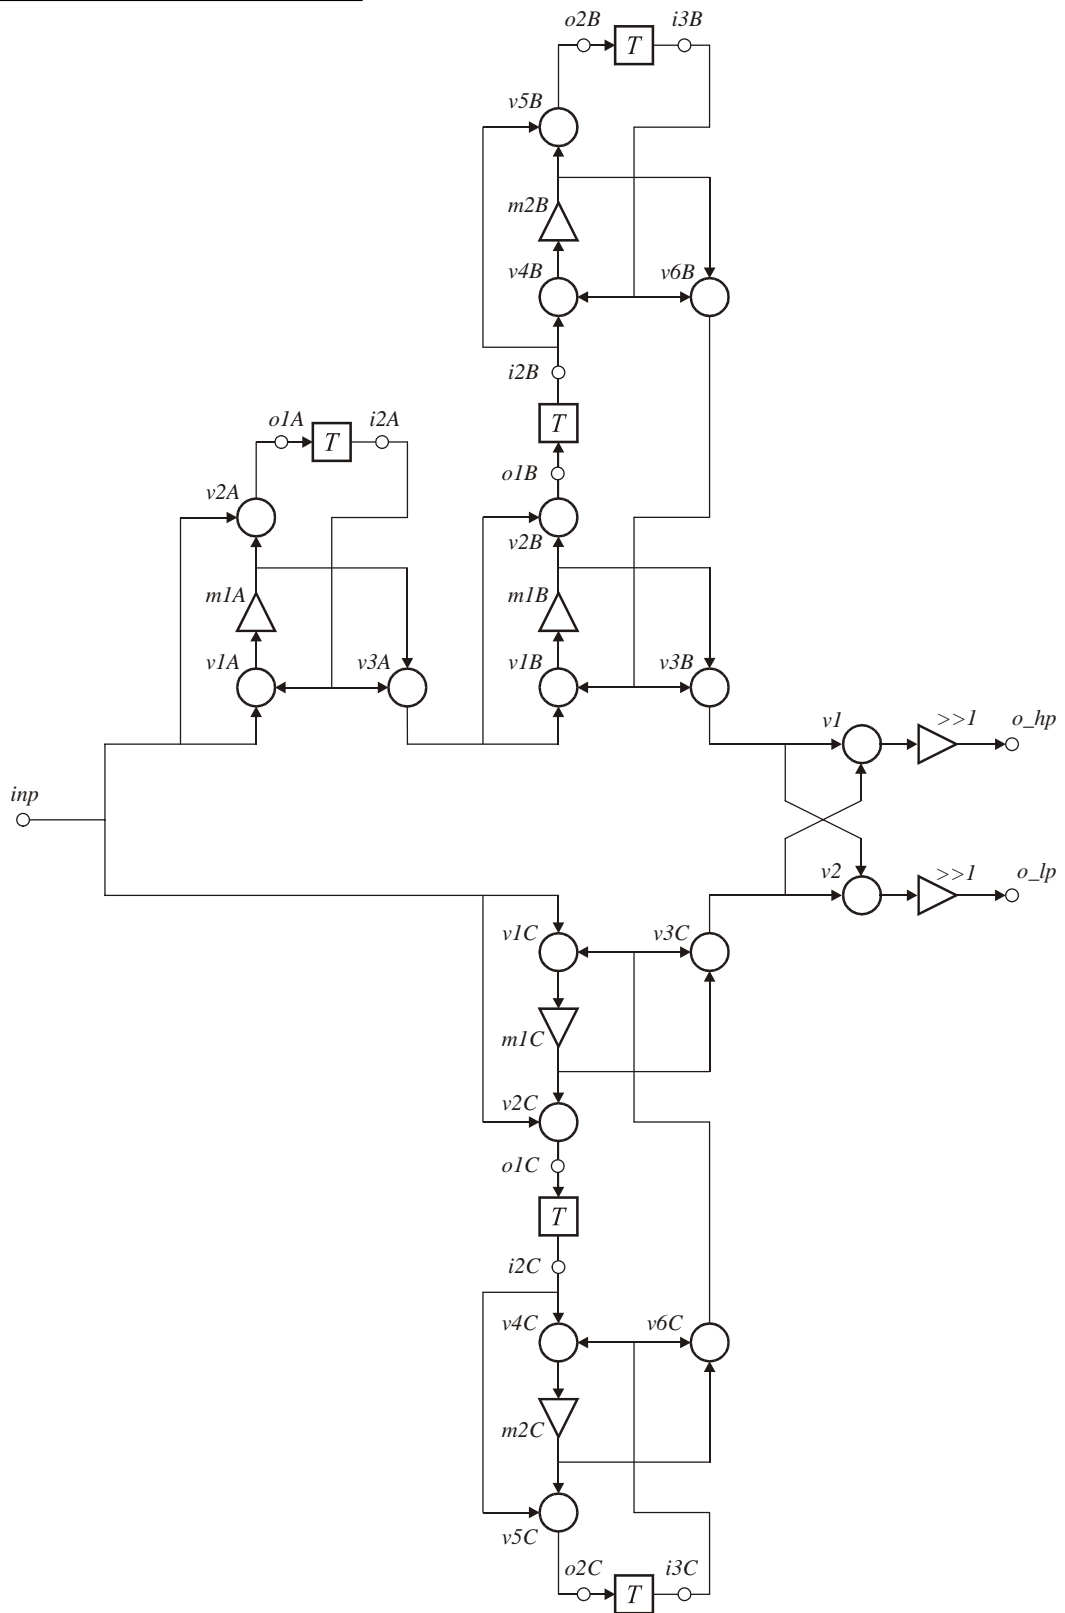 o2B i3B
T
v5B
m2B
v4B v6B
i2B
o1A i2A
T
T
v2A
o1B
v2B
m1A m1B
v1A v3A v1B v3B
v1 >>1 o_hp
inp
v2 >>1 o_lp
v1C v3C
m1C
v2C
o1C
T
i2C
v4C v6C
m2C
v5C
o2C i3C
T